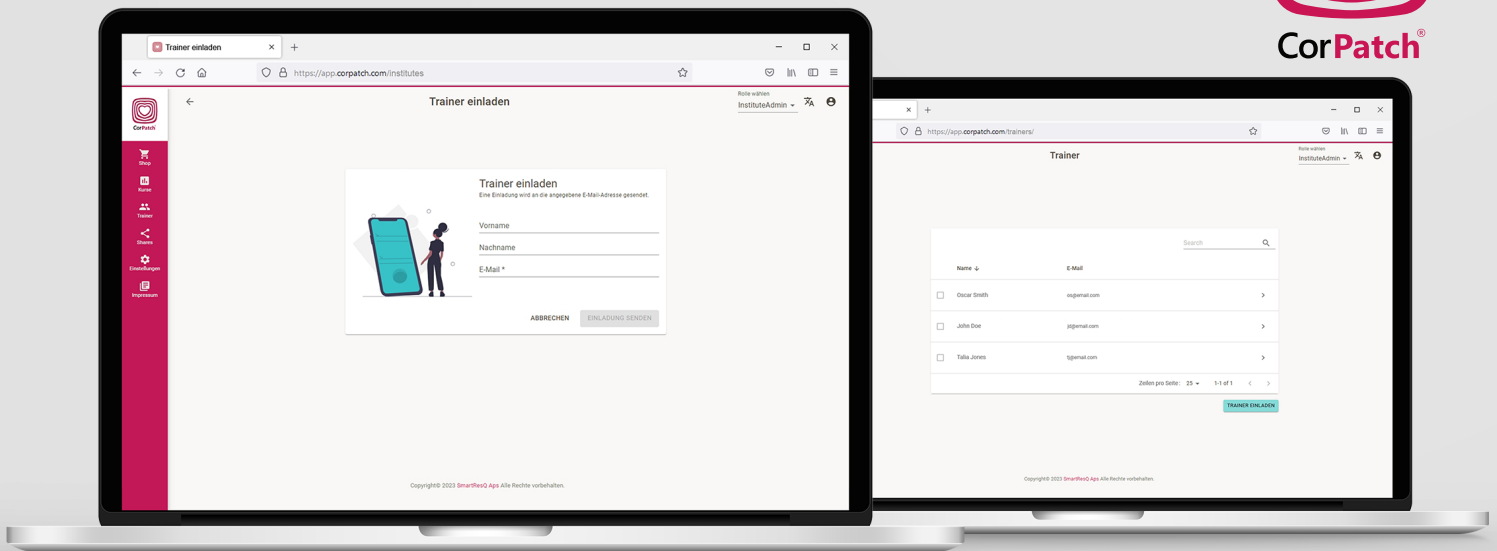 CorPatch®
Trainer einladen
https://app.corpatch.com/institutes
CorPatch
Shop
Kurse
Trainer
Shares
Einstellungen
Impressum
Trainer einladen
Rolle wählen
InstituteAdmin
Trainer einladen
Eine Einladung wird an die angegebene E-Mail-Adresse gesendet.
Vorname
Nachname
E-Mail *
ABBRECHEN
EINLADUNG SENDEN
Copyright© 2023 SmartResQ Aps Alle Rechte vorbehalten.
https://app.corpatch.com/trainers/
Trainer
Rolle wählen
InstituteAdmin
Search
Name ↓ E-Mail
Oscar Smith os@email.com
John Doe jd@email.com
Talia Jones tj@email.com
Zeilen pro Seite: 25 1-1 of 1
TRAINER EINLADEN
Copyright© 2023 SmartResQ Aps Alle Rechte vorbehalten.